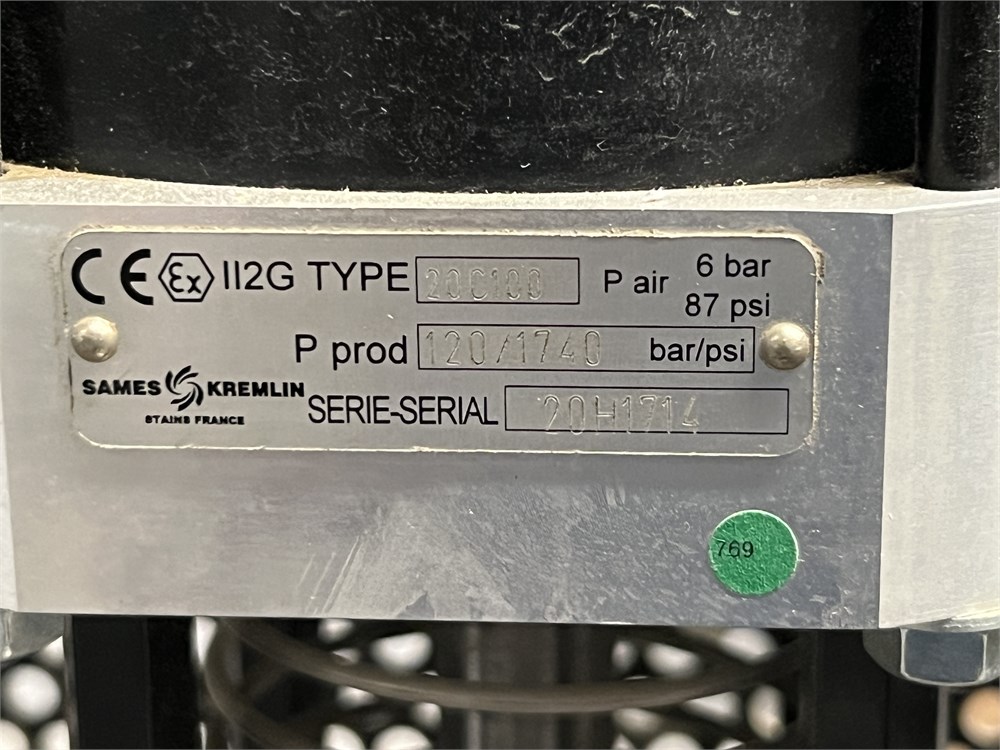 CE Ex II2G TYPE 20C100 P air 6 bar
87 psi
P prod 120/1740 bar/psi
SAMES KREMLIN
STAINS FRANCE
SERIE-SERIAL 20H1714
769